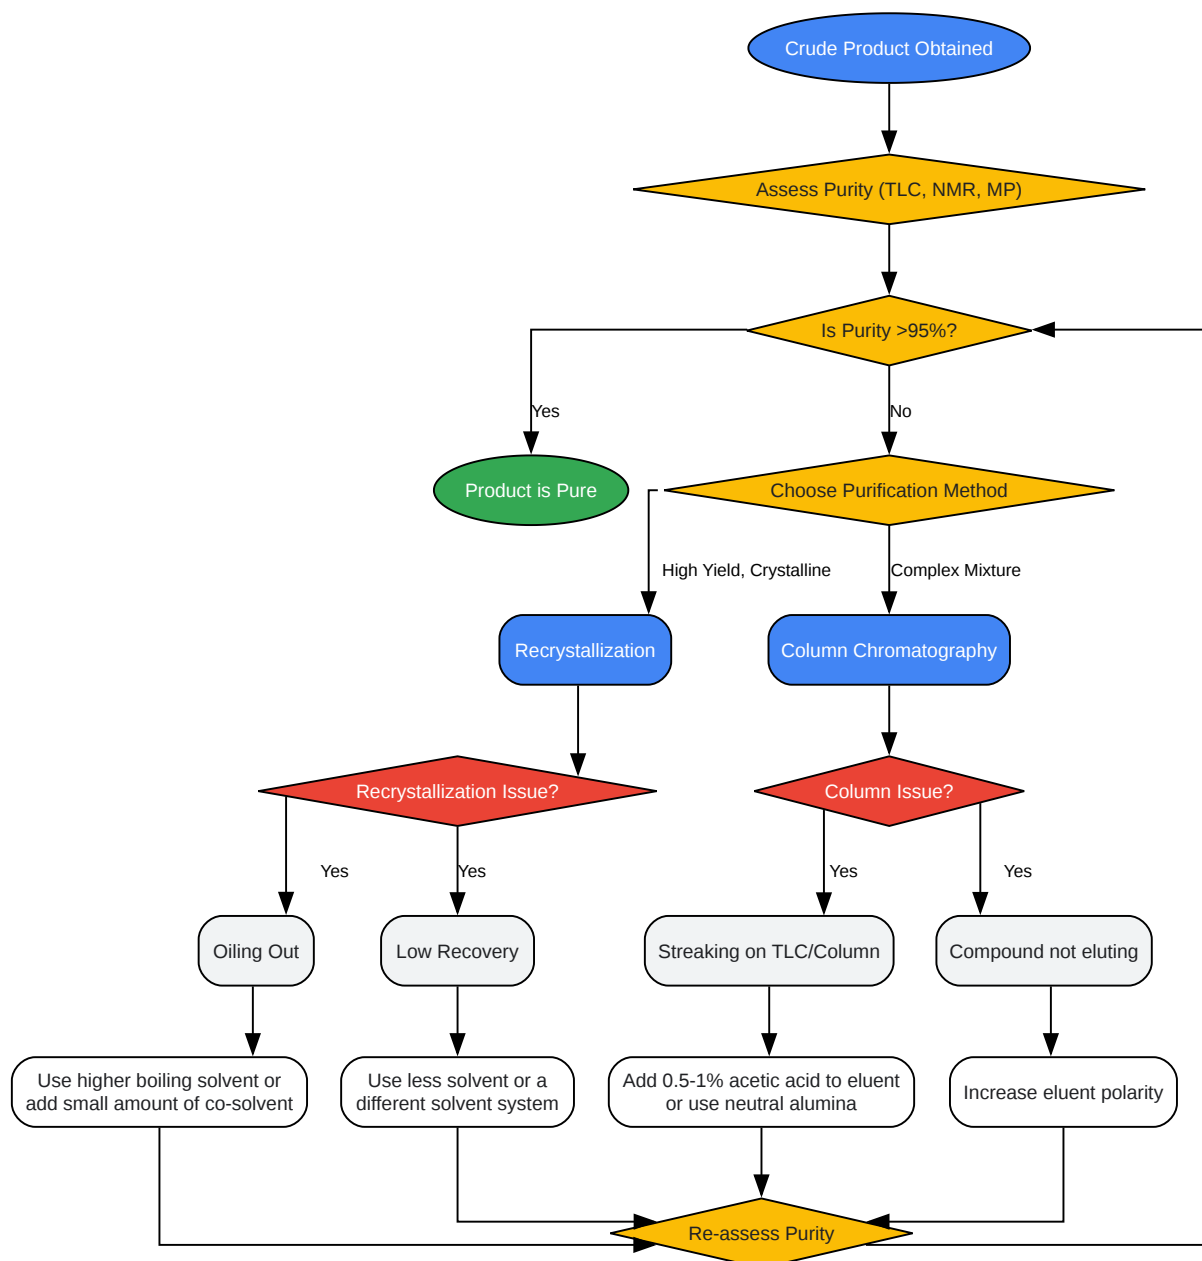 Crude Product Obtained
Assess Purity (TLC, NMR, MP)
Is Purity >95%?
Yes
No
Product is Pure
Choose Purification Method
High Yield, Crystalline
Complex Mixture
Recrystallization
Column Chromatography
Recrystallization Issue?
Column Issue?
Yes
Yes
Yes
Yes
Oiling Out
Low Recovery
Streaking on TLC/Column
Compound not eluting
Use higher boiling solvent or
add small amount of co-solvent
Use less solvent or a
different solvent system
Add 0.5-1% acetic acid to eluent
or use neutral alumina
Increase eluent polarity
Re-assess Purity